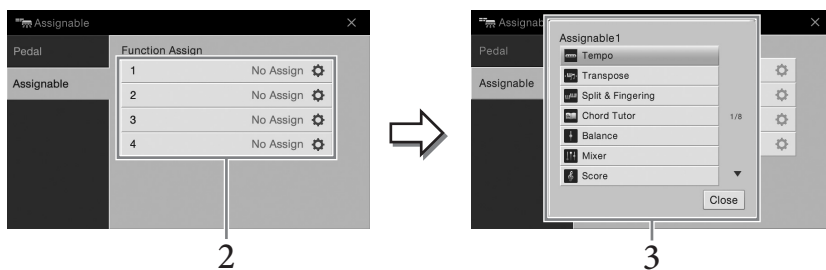 Assignable
Pedal
Assignable
Function Assign
1 No Assign
2 No Assign
3 No Assign
4 No Assign
2
Assignab
Pedal
Assignable
Assignable1
Tempo
Transpose
Split & Fingering
Chord Tutor
Balance
Mixer
Score
1/8
Close
3